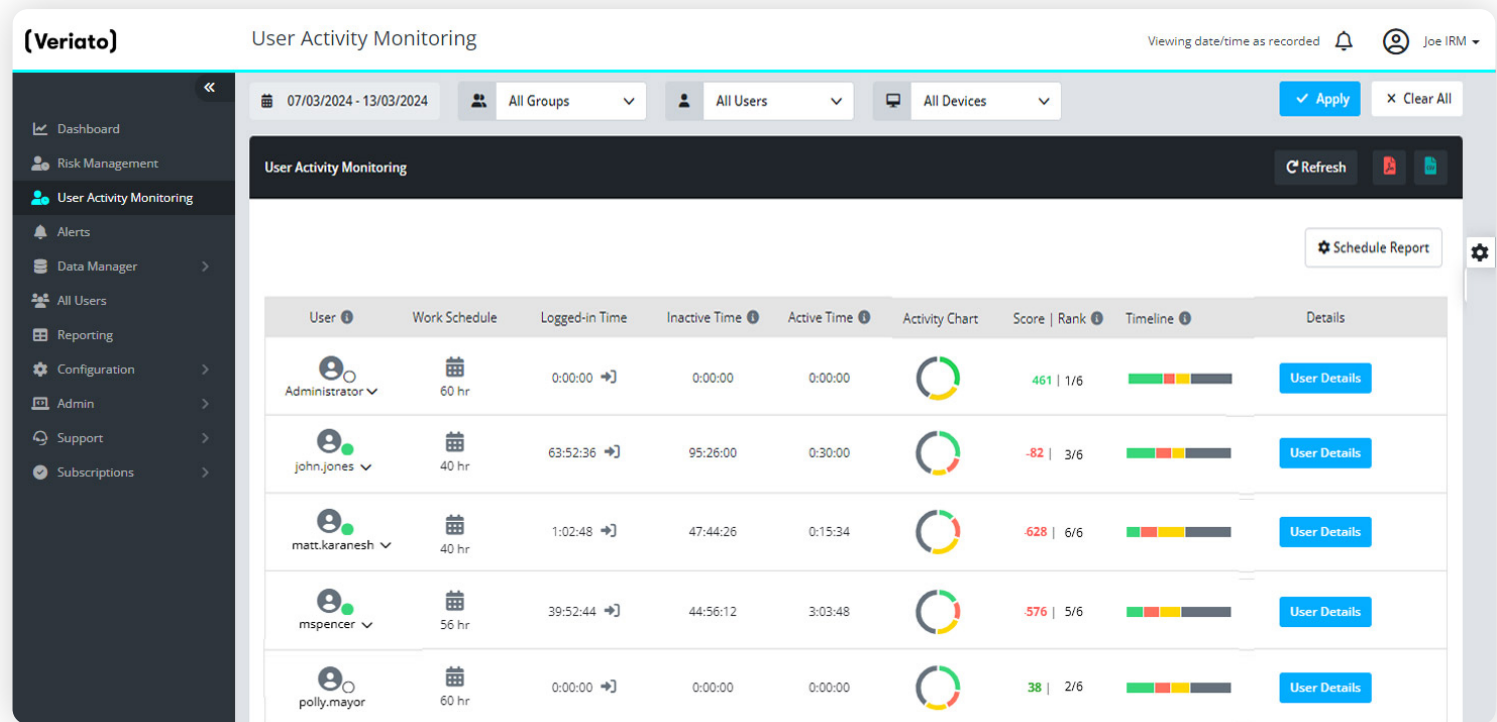 (Veriato)
User Activity Monitoring
Viewing date/time as recorded
Joe IRM
07/03/2024 - 13/03/2024
All Groups
All Users
All Devices
Apply
Clear All
Dashboard
Risk Management
User Activity Monitoring
Alerts
Data Manager
All Users
Reporting
Configuration
Admin
Support
Subscriptions
User Activity Monitoring
Refresh
Schedule Report
User Work Schedule Logged-in Time Inactive Time Active Time Activity Chart Score | Rank Timeline Details
Administrator 60 hr 0:00:00 0:00:00 0:00:00 461 | 1/6 User Details
john.jones 40 hr 63:52:36 95:26:00 0:30:00 -82 | 3/6 User Details
matt.karanesh 40 hr 1:02:48 47:44:26 0:15:34 -628 | 6/6 User Details
mspencer 56 hr 39:52:44 44:56:12 3:03:48 -576 | 5/6 User Details
polly.mayor 60 hr 0:00:00 0:00:00 0:00:00 38 | 2/6 User Details